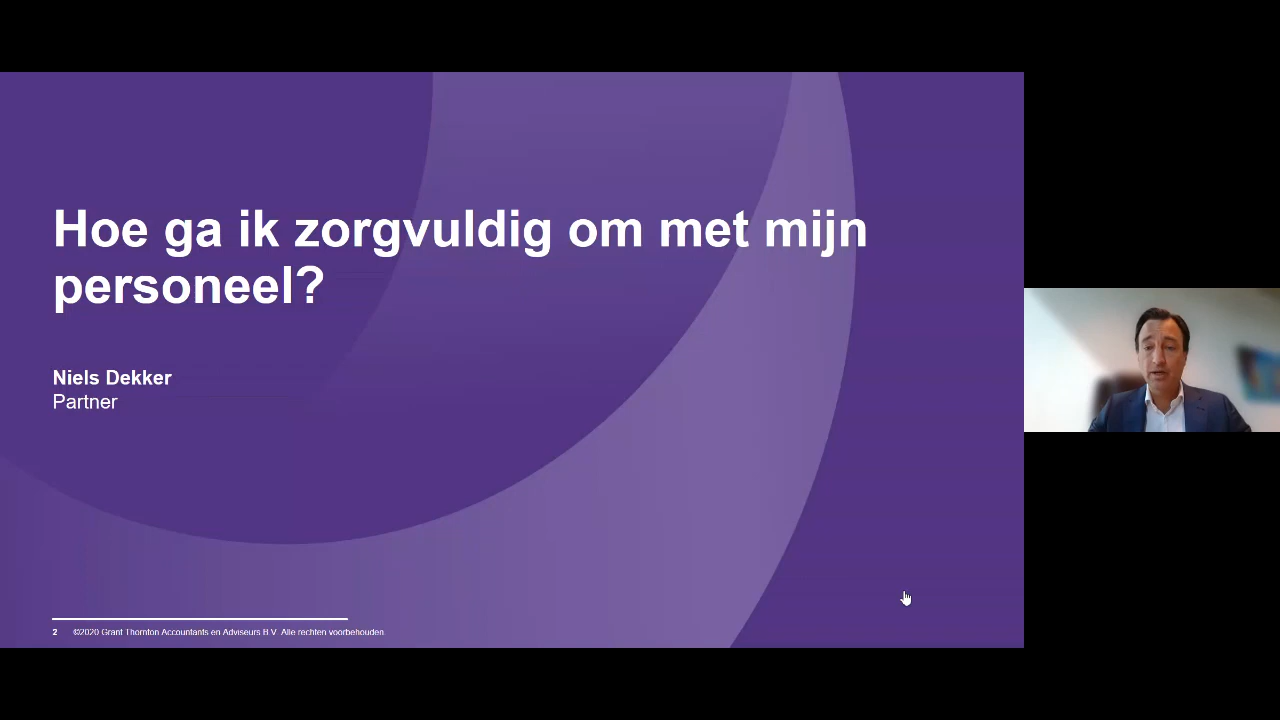 Hoe ga ik zorgvuldig om met mijn
personeel?
Niels Dekker
Partner
2 ©2020 Grant Thornton Accountants en Adviseurs B.V. Alle rechten voorbehouden.